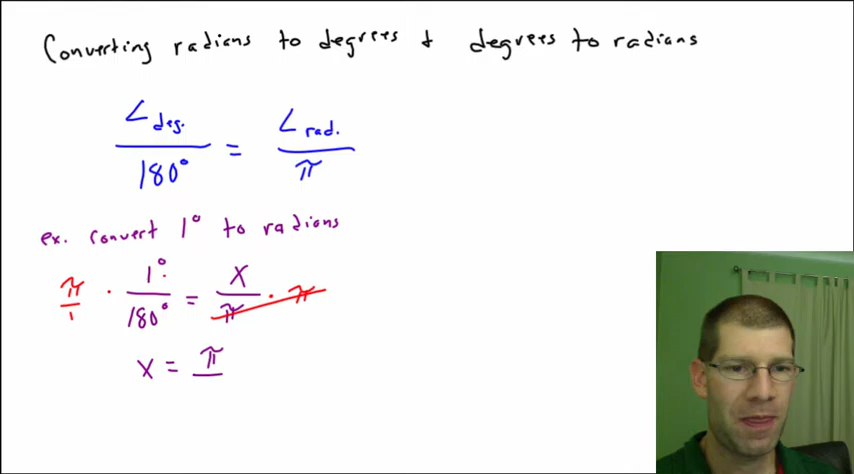 Converting radians to degrees + degrees to radians
∠deg. / 180° = ∠rad. / π
ex. convert 1° to radians
π/1 · 1°/180° = x/π · π
x = π